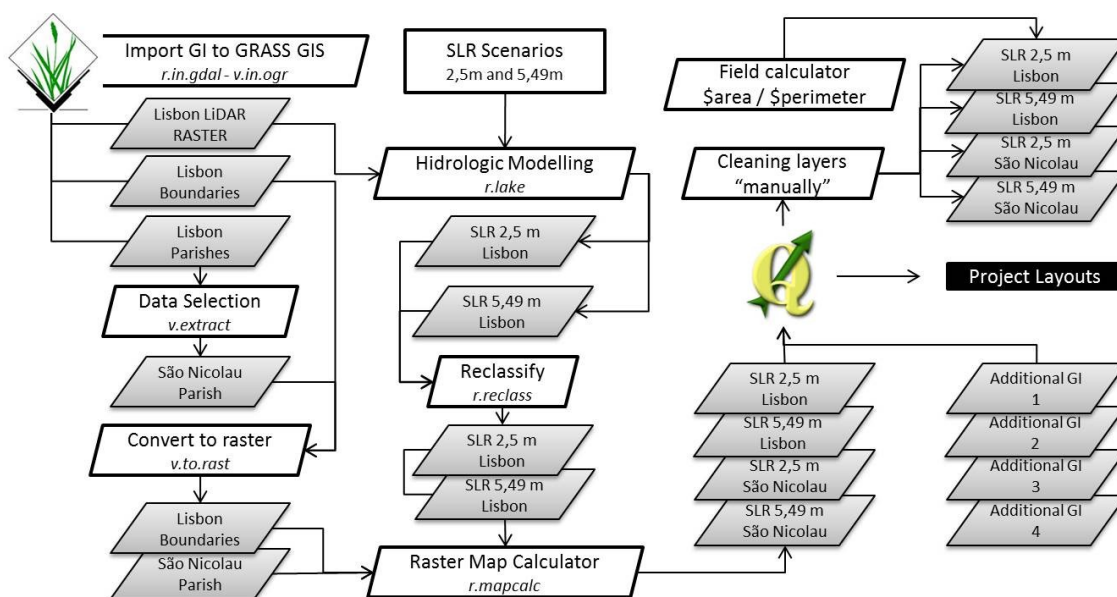 Import GI to GRASS GIS
r.in.gdal - v.in.ogr
Lisbon LiDAR
RASTER
Lisbon
Boundaries
Lisbon
Parishes
Data Selection
v.extract
São Nicolau
Parish
Convert to raster
v.to.rast
Lisbon
Boundaries
São Nicolau
Parish
SLR Scenarios
2,5m and 5,49m
Hidrologic Modelling
r.lake
SLR 2,5 m
Lisbon
SLR 5,49 m
Lisbon
Reclassify
r.reclass
SLR 2,5 m
Lisbon
SLR 5,49 m
Lisbon
Raster Map Calculator
r.mapcalc
Field calculator
$area / $perimeter
Cleaning layers
“manually”
SLR 2,5 m
Lisbon
SLR 5,49 m
Lisbon
SLR 2,5 m
São Nicolau
SLR 5,49 m
São Nicolau
Project Layouts
SLR 2,5 m
Lisbon
SLR 5,49 m
Lisbon
SLR 2,5 m
São Nicolau
SLR 5,49 m
São Nicolau
Additional GI
1
Additional GI
2
Additional GI
3
Additional GI
4